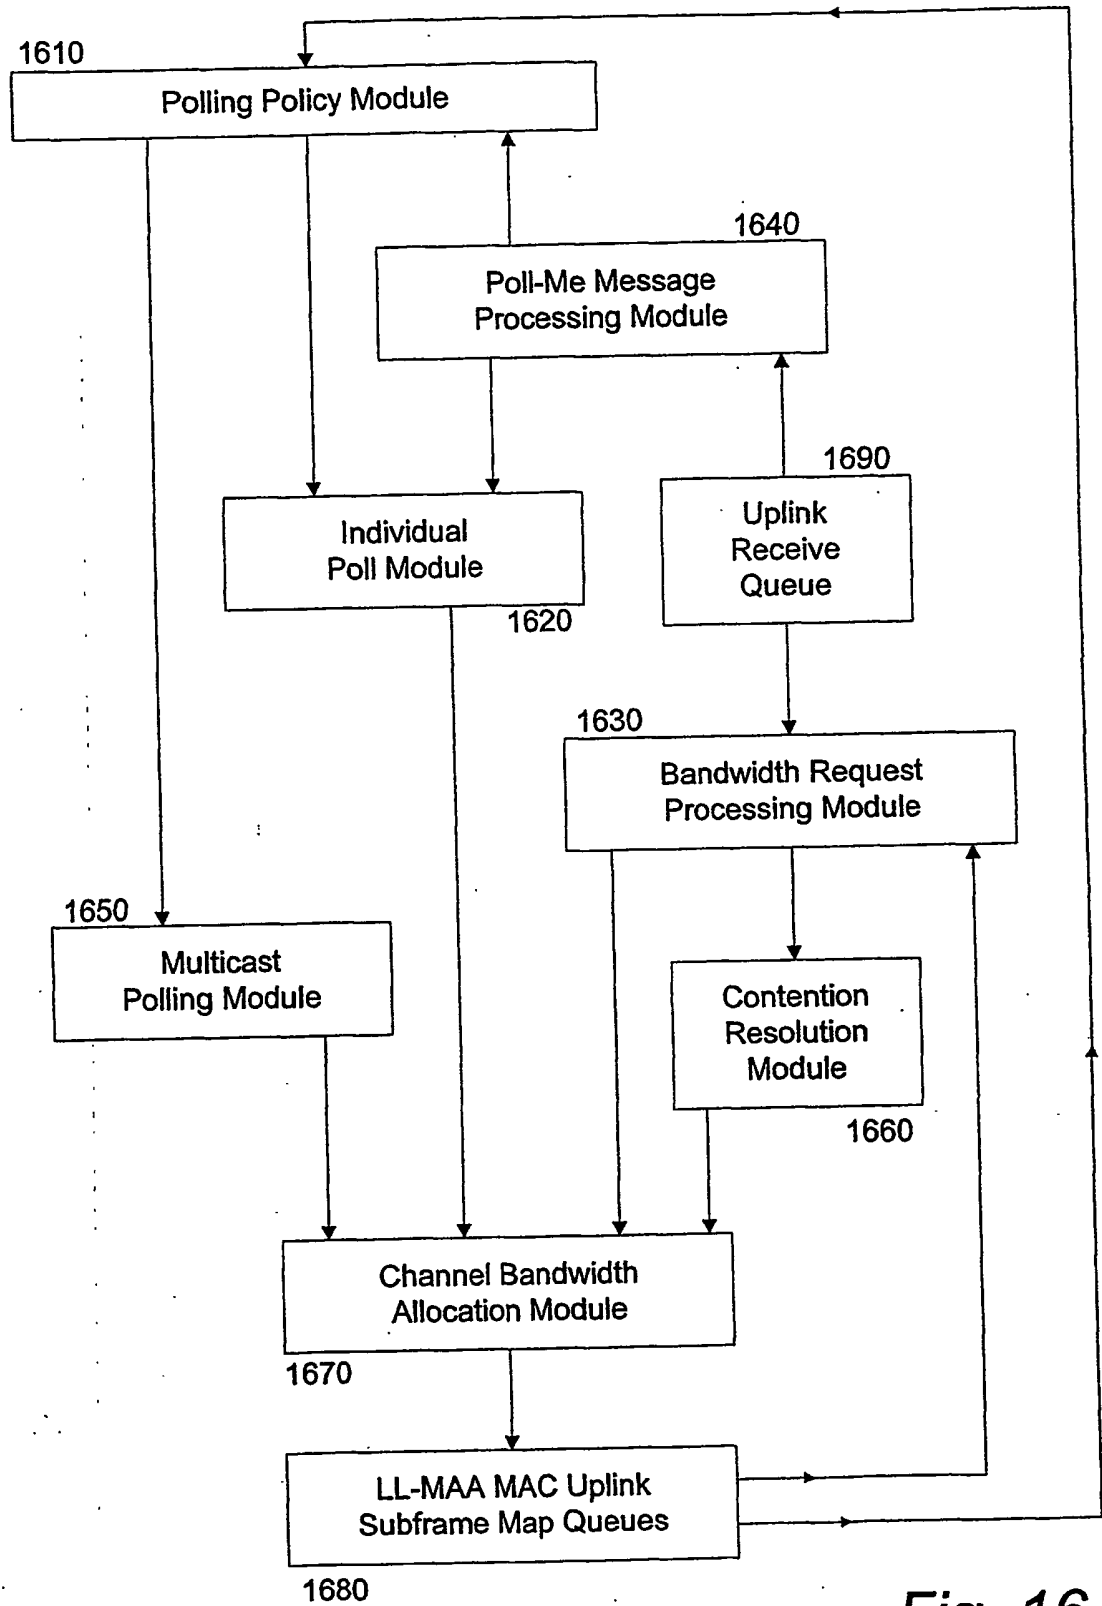 1610
Polling Policy Module
1640
Poll-Me Message
Processing Module
1690
Uplink
Receive
Queue
Individual
Poll Module
1620
1630
Bandwidth Request
Processing Module
1650
Multicast
Polling Module
Contention
Resolution
Module
1660
Channel Bandwidth
Allocation Module
1670
LL-MAA MAC Uplink
Subframe Map Queues
1680
Fig. 16